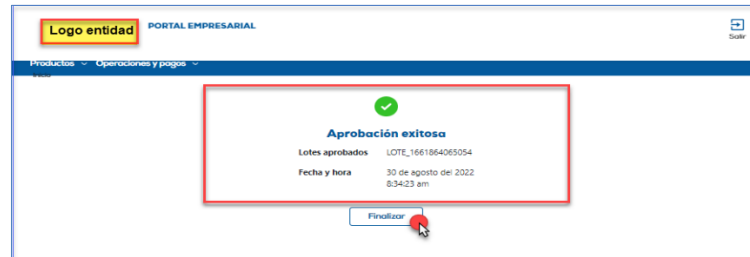 Logo entidad
PORTAL EMPRESARIAL
Salir
Productos
Operaciones y pagos
Inicio
Aprobación exitosa
Lotes aprobados LOTE_1661864065054
Fecha y hora 30 de agosto del 2022
8:34:23 am
Finalizar